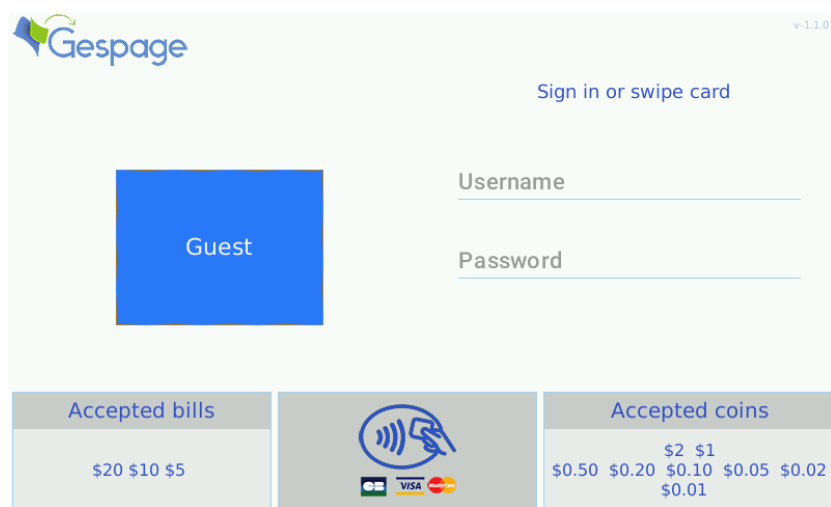 Gespage
v-1.1.0
Sign in or swipe card
Username
Guest
Password
Accepted bills
$20 $10 $5
CB VISA MasterCard
Accepted coins
$2 $1
$0.50 $0.20 $0.10 $0.05 $0.02
$0.01